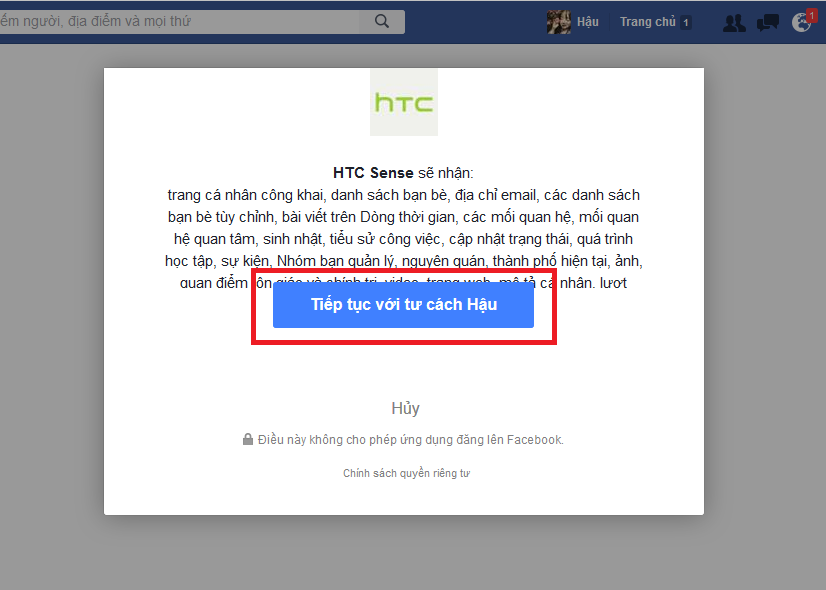 ếm người, địa điểm và mọi thứ
Hậu
Trang chủ 1
1
hTC
HTC Sense sẽ nhận:
trang cá nhân công khai, danh sách bạn bè, địa chỉ email, các danh sách
bạn bè tùy chỉnh, bài viết trên Dòng thời gian, các mối quan hệ, mối quan
hệ quan tâm, sinh nhật, tiểu sử công việc, cập nhật trạng thái, quá trình
học tập, sự kiện, Nhóm bạn quản lý, nguyên quán, thành phố hiện tại, ảnh,
quan điểm tôn giáo và chính trị, video, trang web, mô tả cá nhân, lượt
Tiếp tục với tư cách Hậu
Hủy
Điều này không cho phép ứng dụng đăng lên Facebook.
Chính sách quyền riêng tư